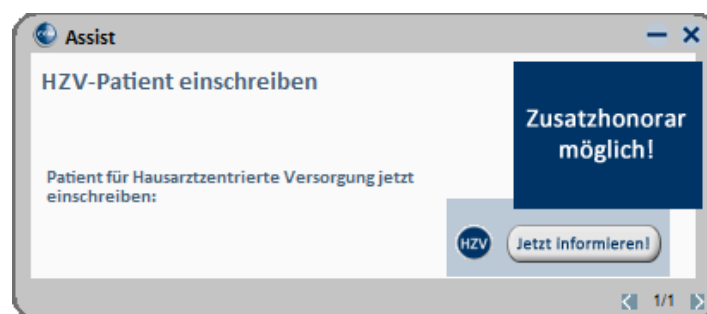 Assist
HZV-Patient einschreiben
Zusatzhonorar
möglich!
Patient für Hausarztzentrierte Versorgung jetzt
einschreiben:
HZV
Jetzt informieren!
1/1